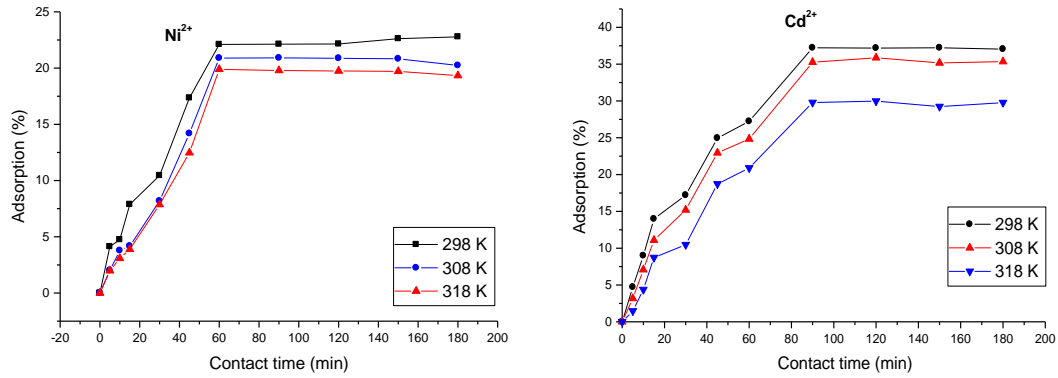 Ni2+
Adsorption (%)
25
20
15
10
5
0
-20 0 20 40 60 80 100 120 140 160 180 200
Contact time (min)
298 K
308 K
318 K
Cd2+
Adsorption (%)
40
35
30
25
20
15
10
5
0
0 20 40 60 80 100 120 140 160 180 200
Contact time (min)
298 K
308 K
318 K